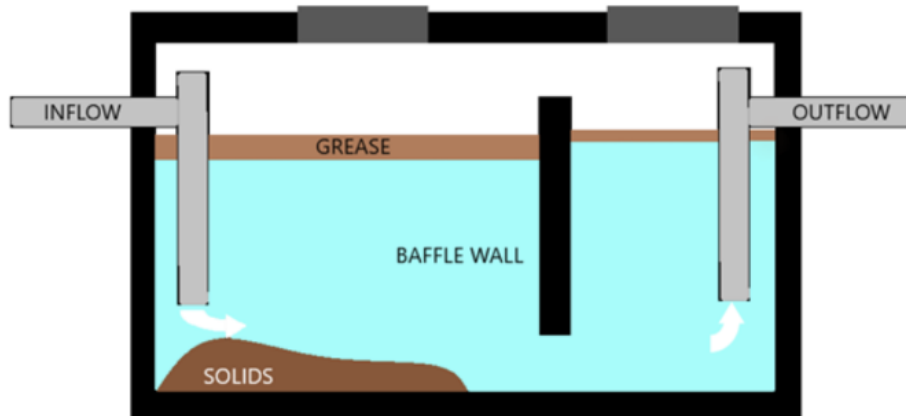 INFLOW
OUTFLOW
GREASE
BAFFLE WALL
SOLIDS